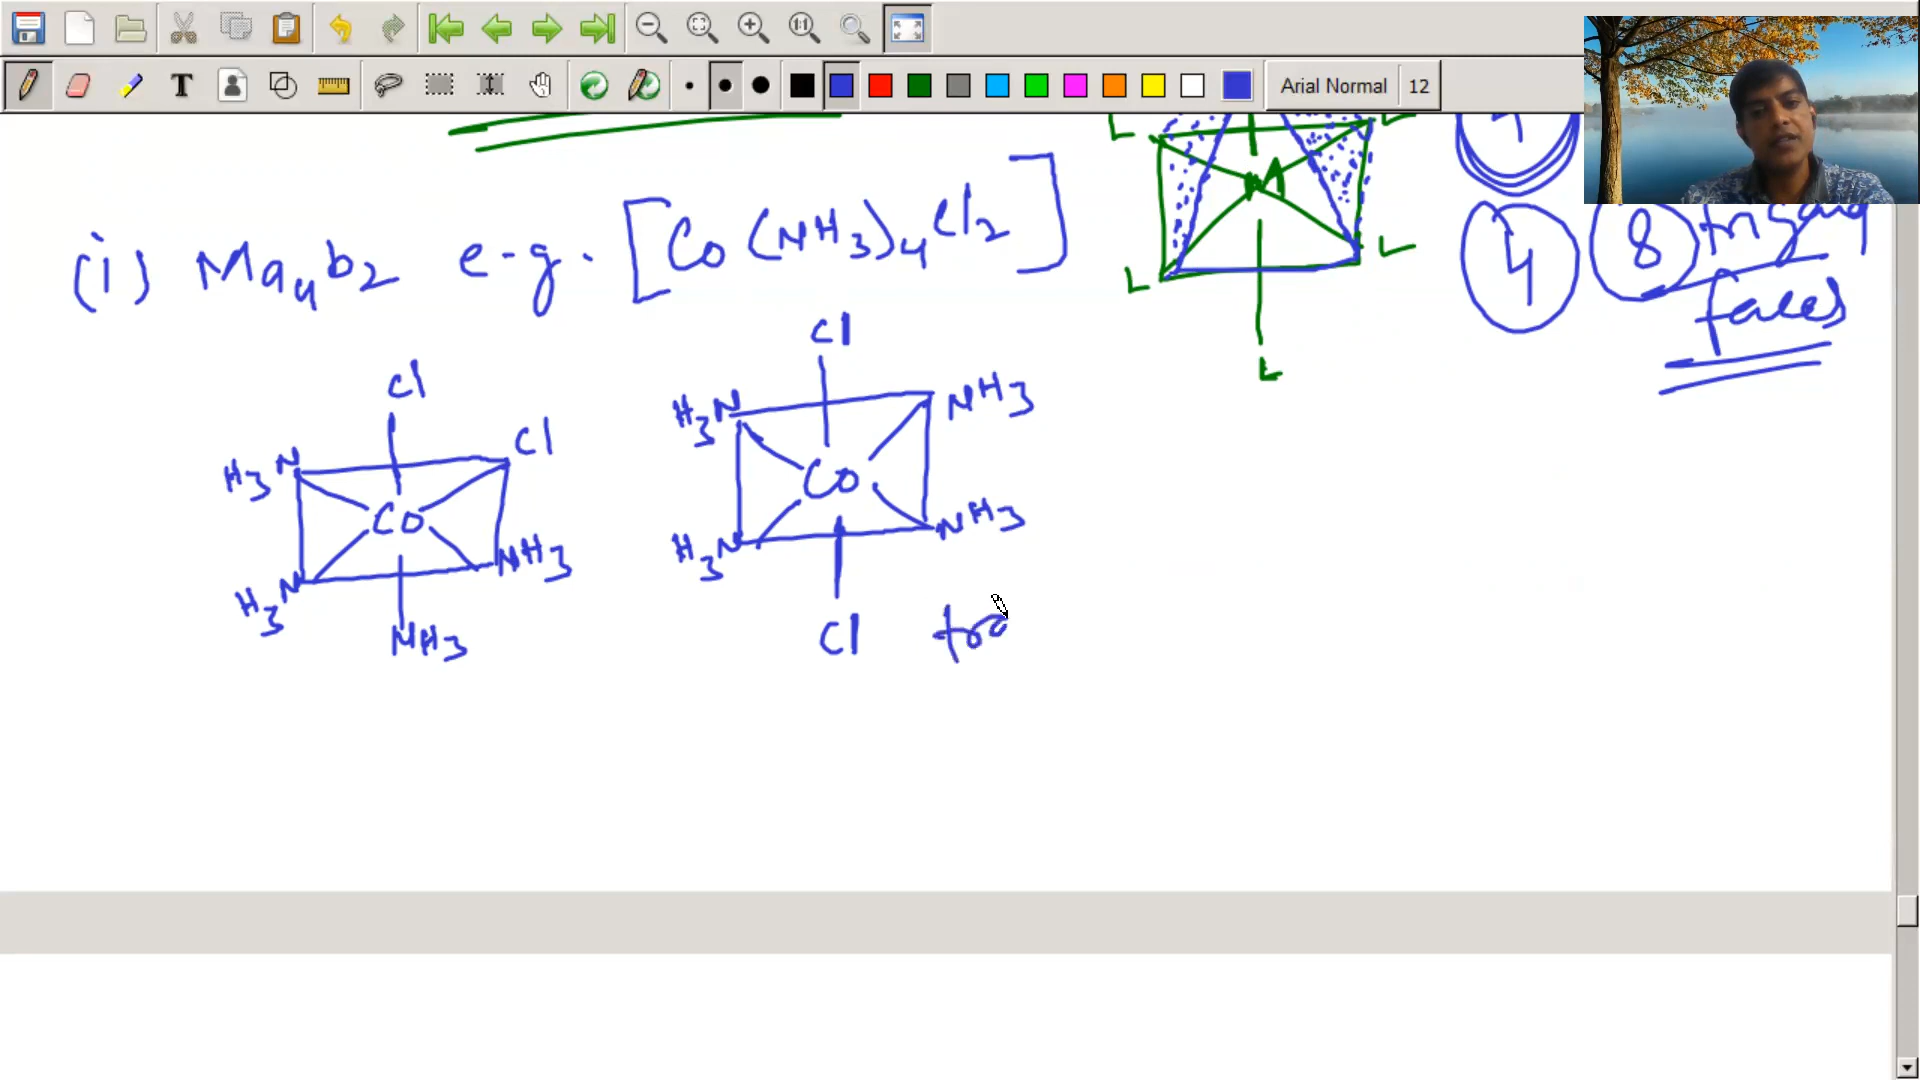 Arial Normal 12
L
L
M
L
L
L
4
8 trigonal
faces
(i) Ma4b2 e-g. [Co(NH3)4Cl2]
Cl
H3N
Cl
Co
H3N
NH3
NH3
Cl
H3N
NH3
Co
H3N
NH3
Cl
tra